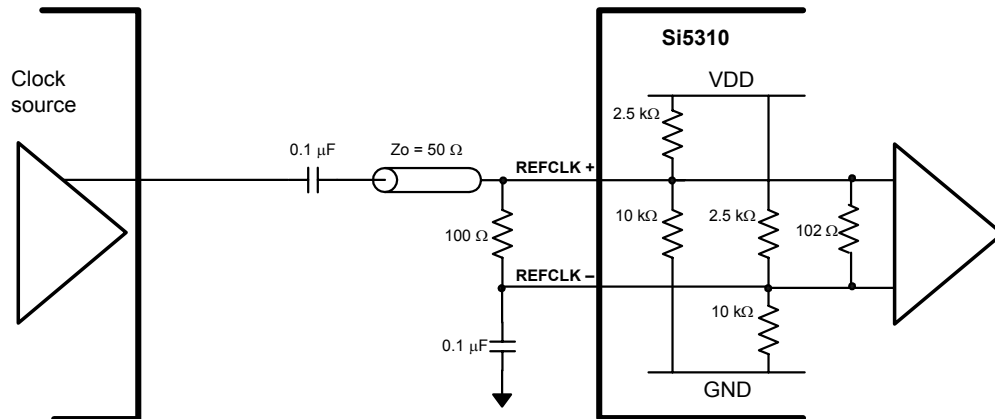 Si5310
Clock
source
VDD
2.5 kΩ
0.1 μF
Zo = 50 Ω
REFCLK +
100 Ω
10 kΩ
2.5 kΩ
102 Ω
REFCLK –
10 kΩ
0.1 μF
GND